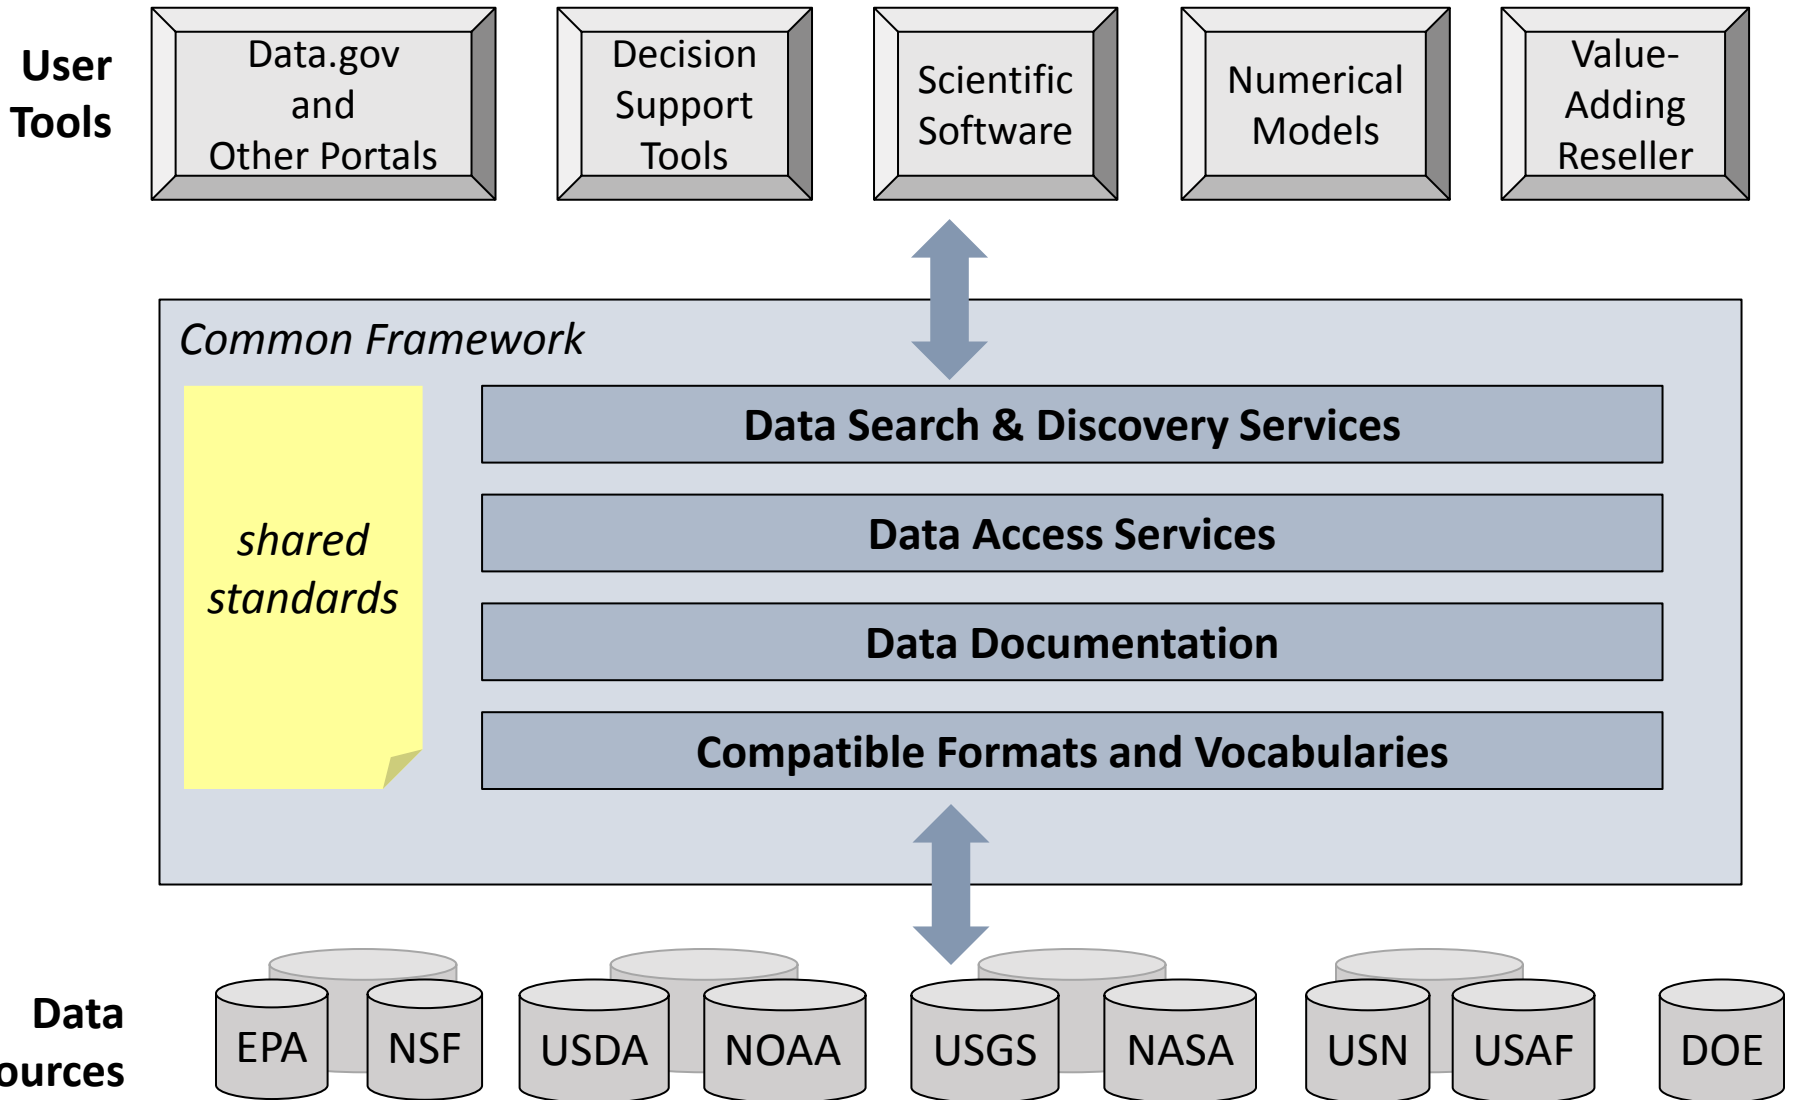 User
Tools
Data.gov
and
Other Portals
Decision
Support
Tools
Scientific
Software
Numerical
Models
Value-
Adding
Reseller
Common Framework
shared
standards
Data Search & Discovery Services
Data Access Services
Data Documentation
Compatible Formats and Vocabularies
Data
ources
EPA
NSF
USDA
NOAA
USGS
NASA
USN
USAF
DOE